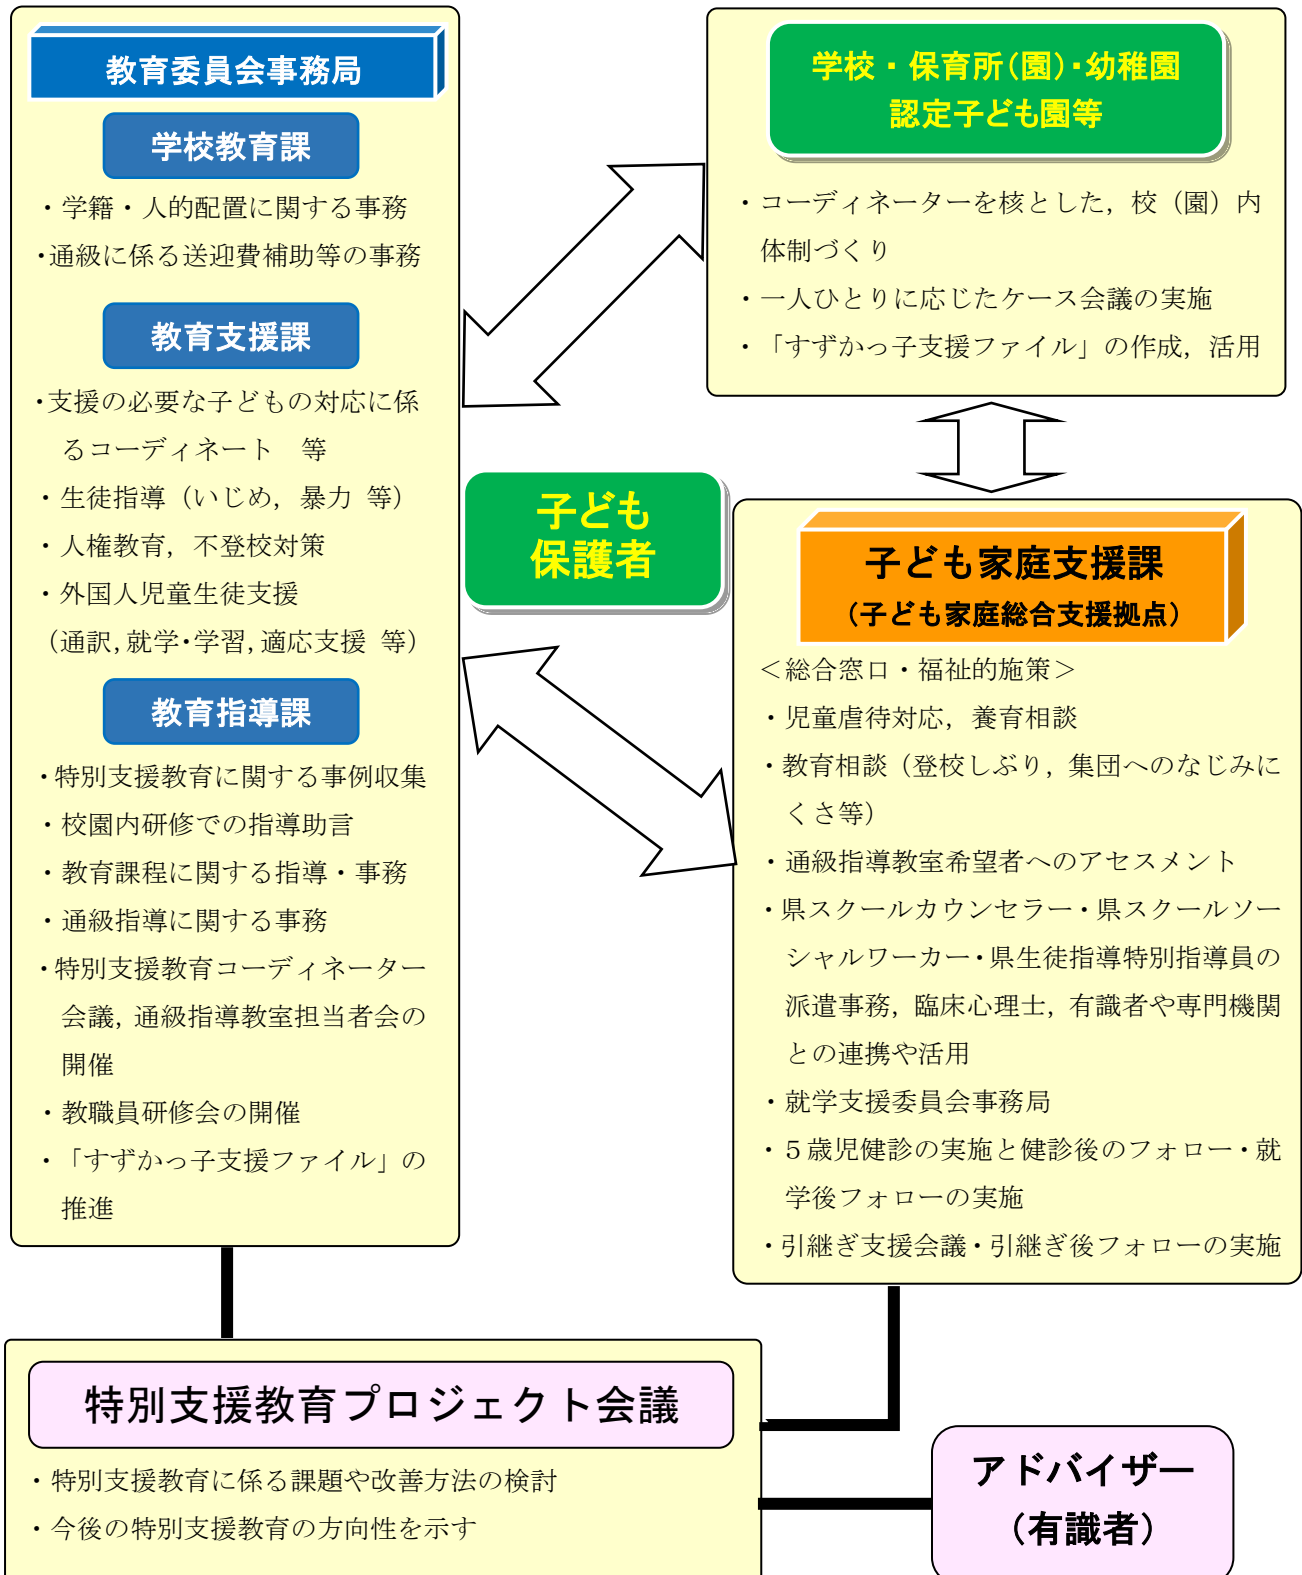 教育委員会事務局
学校教育課
・学籍・人的配置に関する事務
・通級に係る送迎費補助等の事務
教育支援課
・支援の必要な子どもの対応に係
るコーディネート　等
・生徒指導（いじめ，暴力 等）
・人権教育，不登校対策
・外国人児童生徒支援
（通訳，就学・学習，適応支援 等）
教育指導課
・特別支援教育に関する事例収集
・校園内研修での指導助言
・教育課程に関する指導・事務
・通級指導に関する事務
・特別支援教育コーディネーター
会議，通級指導教室担当者会の
開催
・教職員研修会の開催
・「すずかっ子支援ファイル」の
推進
学校・保育所（園）・幼稚園
認定子ども園等
・コーディネーターを核とした，校（園）内
体制づくり
・一人ひとりに応じたケース会議の実施
・「すずかっ子支援ファイル」の作成，活用
子ども
保護者
子ども家庭支援課
（子ども家庭総合支援拠点）
＜総合窓口・福祉的施策＞
・児童虐待対応，養育相談
・教育相談（登校しぶり，集団へのなじみに
くさ等）
・通級指導教室希望者へのアセスメント
・県スクールカウンセラー・県スクールソー
シャルワーカー・県生徒指導特別指導員の
派遣事務，臨床心理士，有識者や専門機関
との連携や活用
・就学支援委員会事務局
・５歳児健診の実施と健診後のフォロー・就
学後フォローの実施
・引継ぎ支援会議・引継ぎ後フォローの実施
特別支援教育プロジェクト会議
・特別支援教育に係る課題や改善方法の検討
・今後の特別支援教育の方向性を示す
アドバイザー
（有識者）